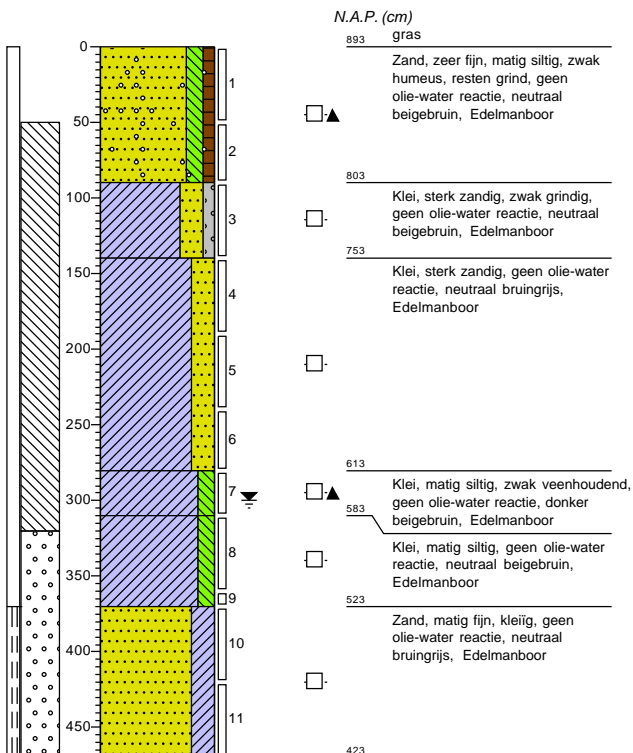 N.A.P. (cm)
893 gras
Zand, zeer fijn, matig siltig, zwak
humeus, resten grind, geen
olie-water reactie, neutraal
beigebruin, Edelmanboor
803
Klei, sterk zandig, zwak grindig,
geen olie-water reactie, neutraal
beigebruin, Edelmanboor
753
Klei, sterk zandig, geen olie-water
reactie, neutraal bruingrijs,
Edelmanboor
613
Klei, matig siltig, zwak veenhoudend,
geen olie-water reactie, donker
beigebruin, Edelmanboor
583
Klei, matig siltig, geen olie-water
reactie, neutraal beigebruin,
Edelmanboor
523
Zand, matig fijn, kleiïg, geen
olie-water reactie, neutraal
bruingrijs, Edelmanboor
423
0
50
100
150
200
250
300
350
400
450
1
2
3
4
5
6
7
8
9
10
11